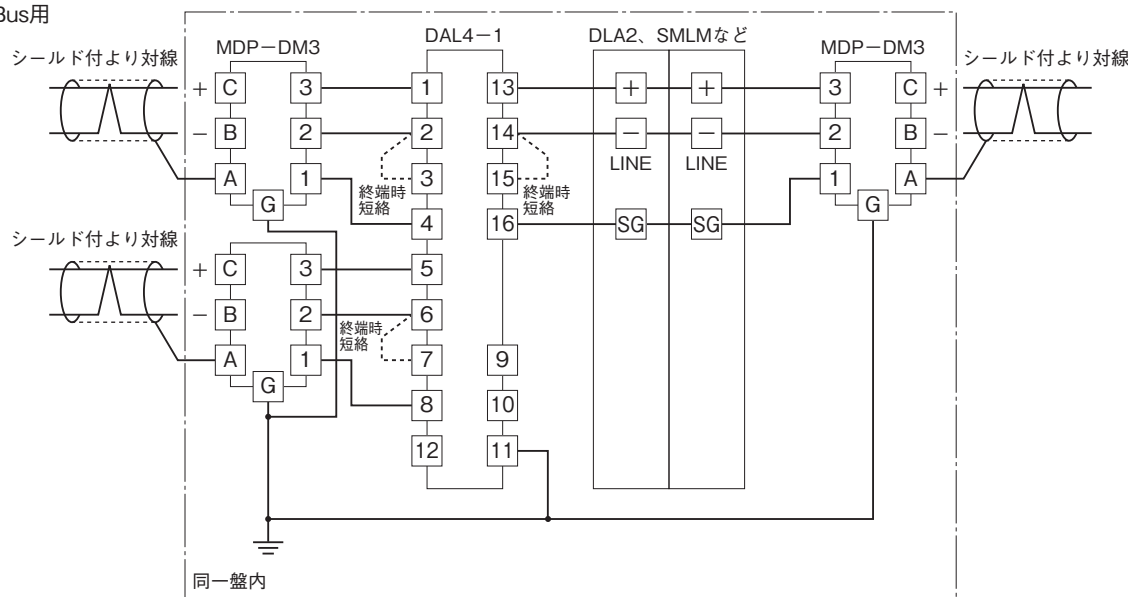 Bus用
シールド付より対線
MDP−DM3
DAL4−1
DLA2、SMLMなど
MDP−DM3
シールド付より対線
+ C 3 1 13 + + 3 C +
− B 2 2 14 − − 2 B −
LINE LINE
A 1 3 15 1 A
終端時
短絡
終端時
短絡
G 4 16 SG SG G
シールド付より対線
+ C 3 5
− B 2 6
終端時
短絡
A 1 7 9
G 8 10
12 11
同一盤内